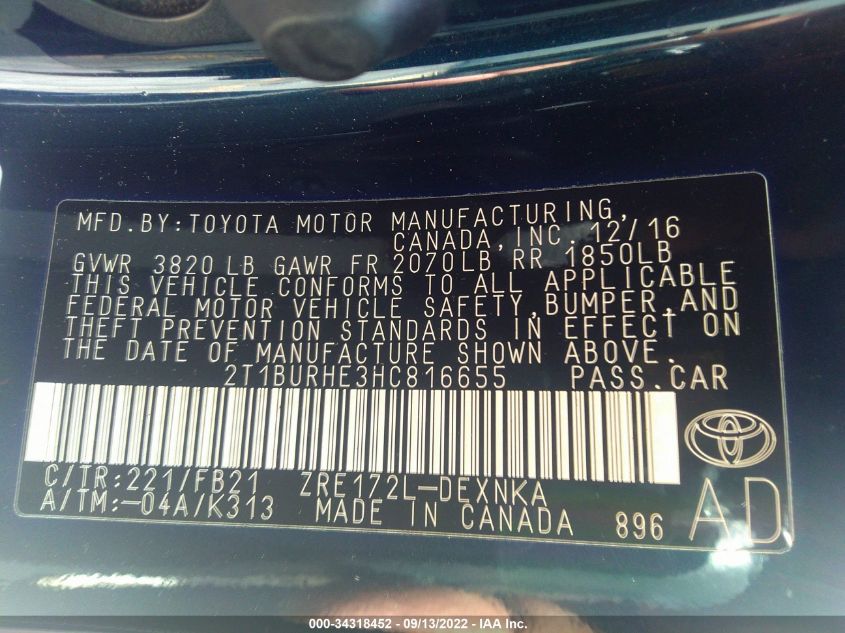 MFD.BY:TOYOTA MOTOR MANUFACTURING,
CANADA,INC. 12/16
GVWR 3820 LB GAWR FR 2070LB RR 1850LB
THIS VEHICLE CONFORMS TO ALL APPLICABLE
FEDERAL MOTOR VEHICLE SAFETY,BUMPER,AND
THEFT PREVENTION STANDARDS IN EFFECT ON
THE DATE OF MANUFACTURE SHOWN ABOVE.
2T1BURHE3HC816655 PASS.CAR
C/TR:221/FB21 ZRE172L-DEXNKA
A/TM:-04A/K313 MADE IN CANADA 896 AD
000-34318452 - 09/13/2022 - IAA Inc.